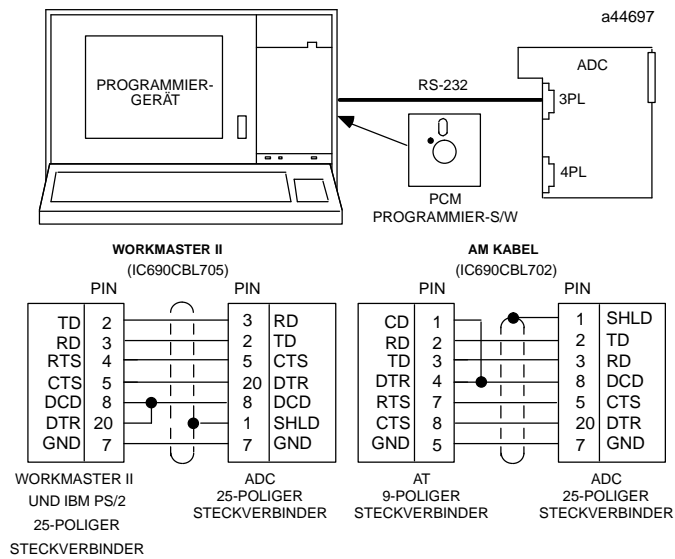 a44697
PROGRAMMIER-
GERÄT
RS-232
ADC
3PL
4PL
PCM
PROGRAMMIER-S/W
WORKMASTER II
(IC690CBL705)
PIN PIN
TD 2 3 RD
RD 3 2 TD
RTS 4 5 CTS
CTS 5 20 DTR
DCD 8 8 DCD
DTR 20 1 SHLD
GND 7 7 GND
WORKMASTER II
UND IBM PS/2
25-POLIGER
STECKVERBINDER
ADC
25-POLIGER
STECKVERBINDER
AM KABEL
(IC690CBL702)
PIN PIN
CD 1 1 SHLD
RD 2 2 TD
TD 3 3 RD
DTR 4 8 DCD
RTS 7 5 CTS
CTS 8 20 DTR
GND 5 7 GND
AT
9-POLIGER
STECKVERBINDER
ADC
25-POLIGER
STECKVERBINDER